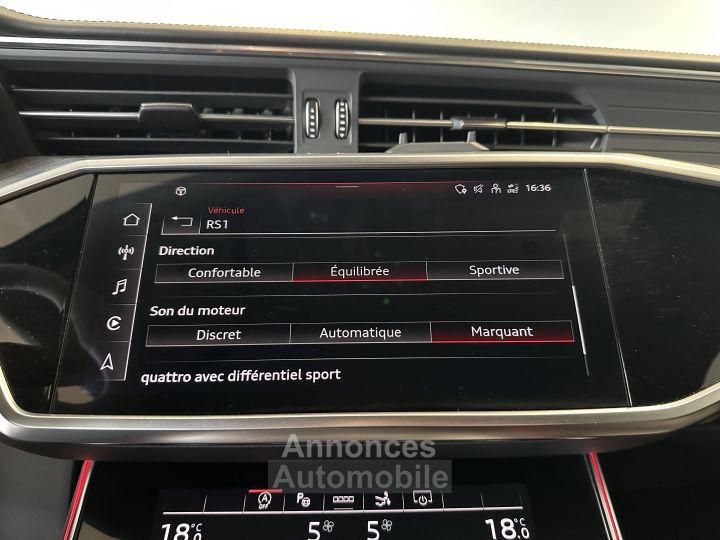 16:36
Véhicule
RS1
Direction
Confortable Équilibrée Sportive
Son du moteur
Discret Automatique Marquant
quattro avec différentiel sport
Annonces
Automobile
A OFF P
18.0°C 5 5 18.0°C